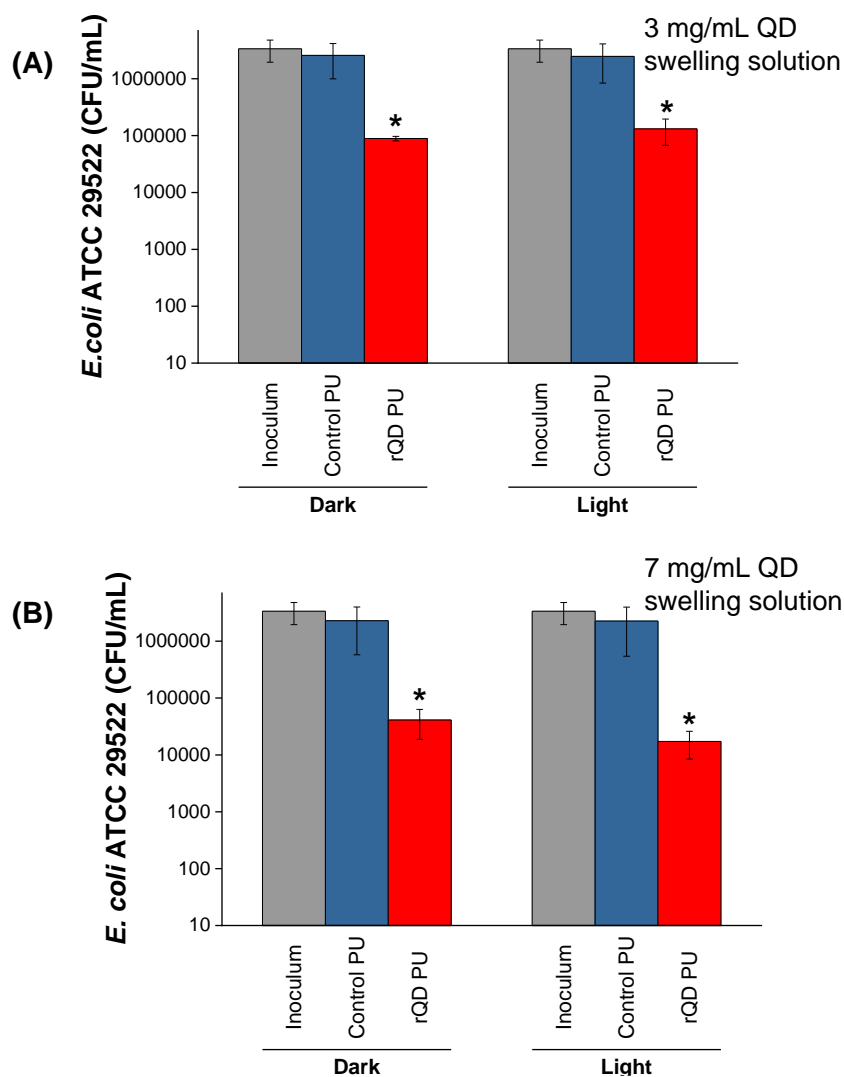 (A)
3 mg/mL QD
swelling solution
E.coli ATCC 29522 (CFU/mL)
1000000
100000
10000
1000
100
10
*
*
Inoculum
Control PU
rQD PU
Inoculum
Control PU
rQD PU
Dark
Light
(B)
7 mg/mL QD
swelling solution
E. coli ATCC 29522 (CFU/mL)
1000000
100000
10000
1000
100
10
*
*
Inoculum
Control PU
rQD PU
Inoculum
Control PU
rQD PU
Dark
Light